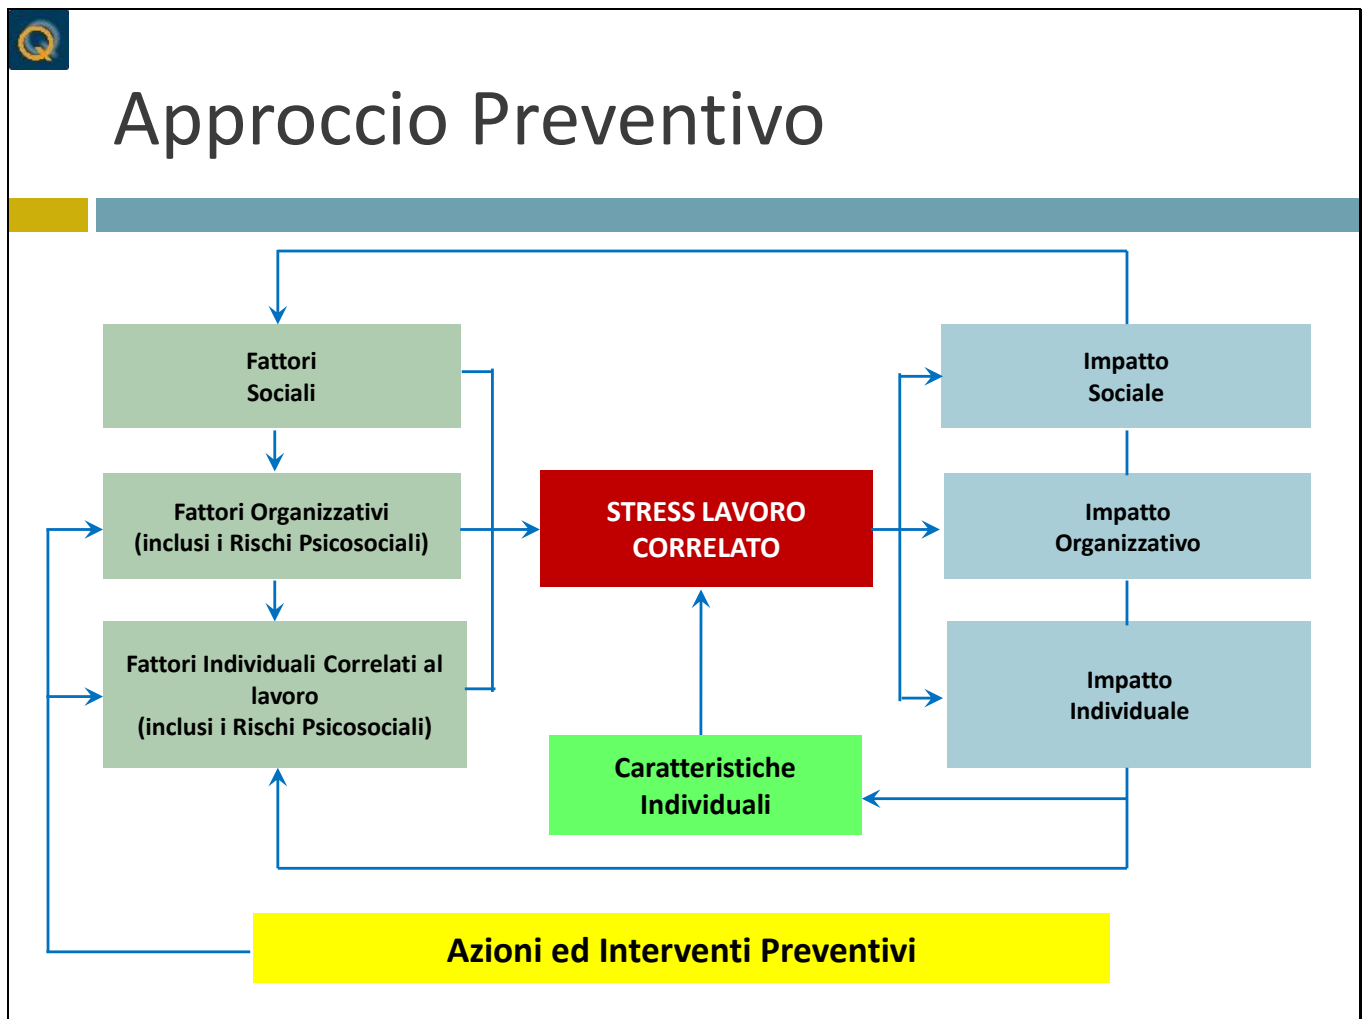 Q
Approccio Preventivo
Fattori
Sociali
Impatto
Sociale
Fattori Organizzativi
(inclusi i Rischi Psicosociali)
STRESS LAVORO
CORRELATO
Impatto
Organizzativo
Fattori Individuali Correlati al
lavoro
(inclusi i Rischi Psicosociali)
Impatto
Individuale
Caratteristiche
Individuali
Azioni ed Interventi Preventivi